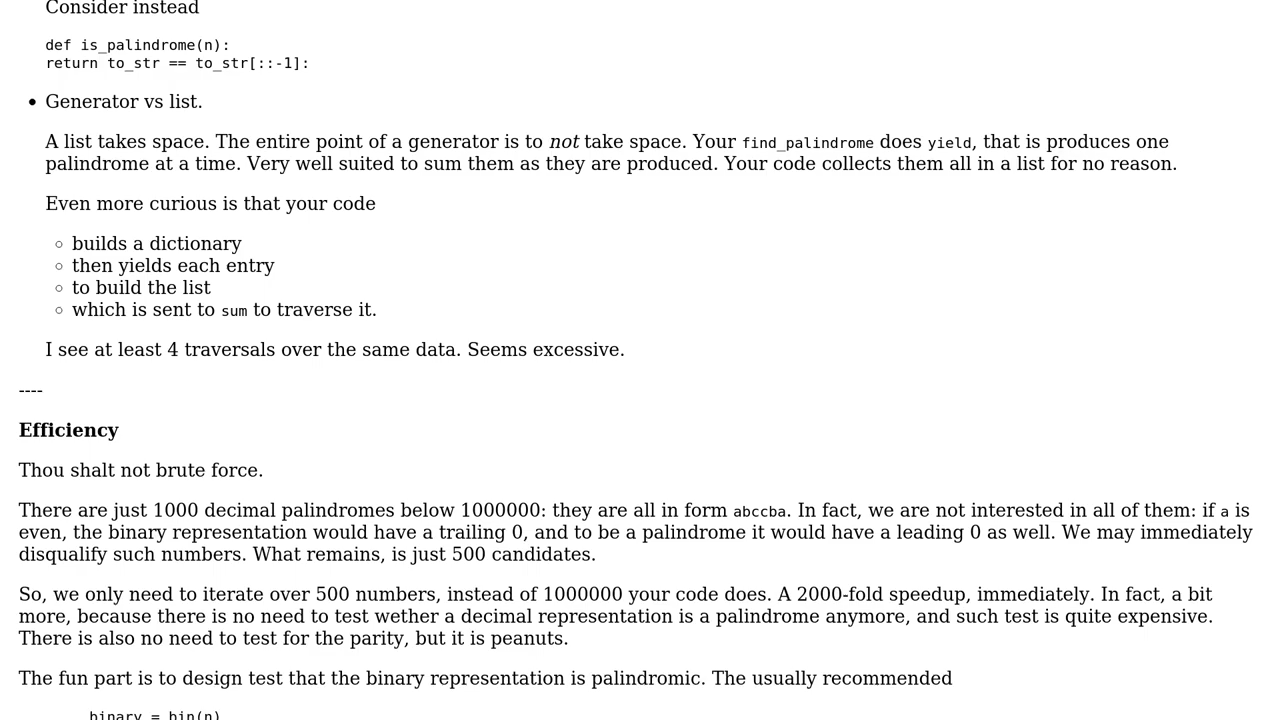 Consider instead
def is_palindrome(n):
return to_str == to_str[::-1]:
• Generator vs list.
A list takes space. The entire point of a generator is to not take space. Your find_palindrome does yield, that is produces one
palindrome at a time. Very well suited to sum them as they are produced. Your code collects them all in a list for no reason.
Even more curious is that your code
◦ builds a dictionary
◦ then yields each entry
◦ to build the list
◦ which is sent to sum to traverse it.
I see at least 4 traversals over the same data. Seems excessive.
----
Efficiency
Thou shalt not brute force.
There are just 1000 decimal palindromes below 1000000: they are all in form abccba. In fact, we are not interested in all of them: if a is
even, the binary representation would have a trailing 0, and to be a palindrome it would have a leading 0 as well. We may immediately
disqualify such numbers. What remains, is just 500 candidates.
So, we only need to iterate over 500 numbers, instead of 1000000 your code does. A 2000-fold speedup, immediately. In fact, a bit
more, because there is no need to test wether a decimal representation is a palindrome anymore, and such test is quite expensive.
There is also no need to test for the parity, but it is peanuts.
The fun part is to design test that the binary representation is palindromic. The usually recommended
binary = bin(n)